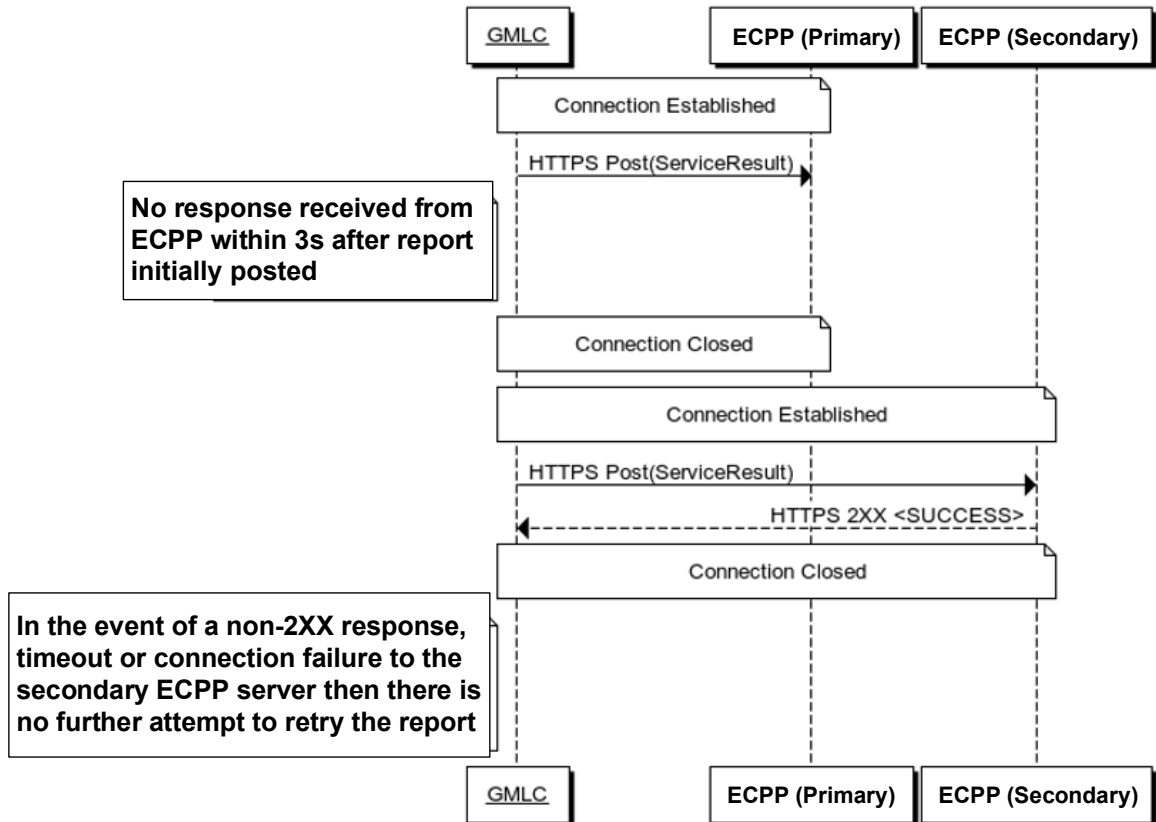 GMLC
ECPP (Primary)
ECPP (Secondary)
Connection Established
HTTPS Post(ServiceResult)
No response received from
ECPP within 3s after report
initially posted
Connection Closed
Connection Established
HTTPS Post(ServiceResult)
HTTPS 2XX <SUCCESS>
Connection Closed
In the event of a non-2XX response,
timeout or connection failure to the
secondary ECPP server then there is
no further attempt to retry the report
GMLC
ECPP (Primary)
ECPP (Secondary)